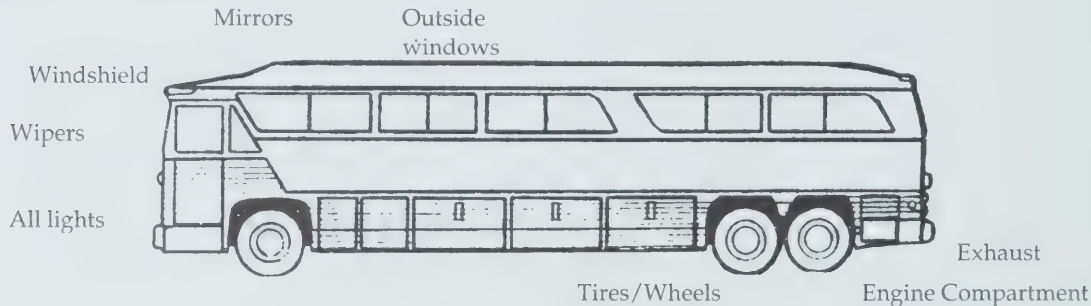 Mirrors
Outside
windows
Windshield
Wipers
All lights
Exhaust
Tires/Wheels
Engine Compartment